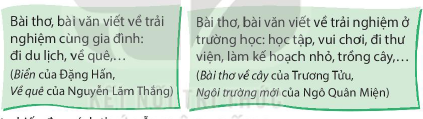 Bài thơ, bài văn viết về trải
nghiệm cùng gia đình:
đi du lịch, về quê,…
(Biển của Đặng Hấn,
Về quê của Nguyễn Lãm Thắng)
Bài thơ, bài văn viết về trải nghiệm ở
trường học: học tập, vui chơi, đi thư
viện, làm kế hoạch nhỏ, trồng cây,…
(Bài thơ về cây của Trương Tửu,
Ngôi trường mới của Ngô Quân Miện)